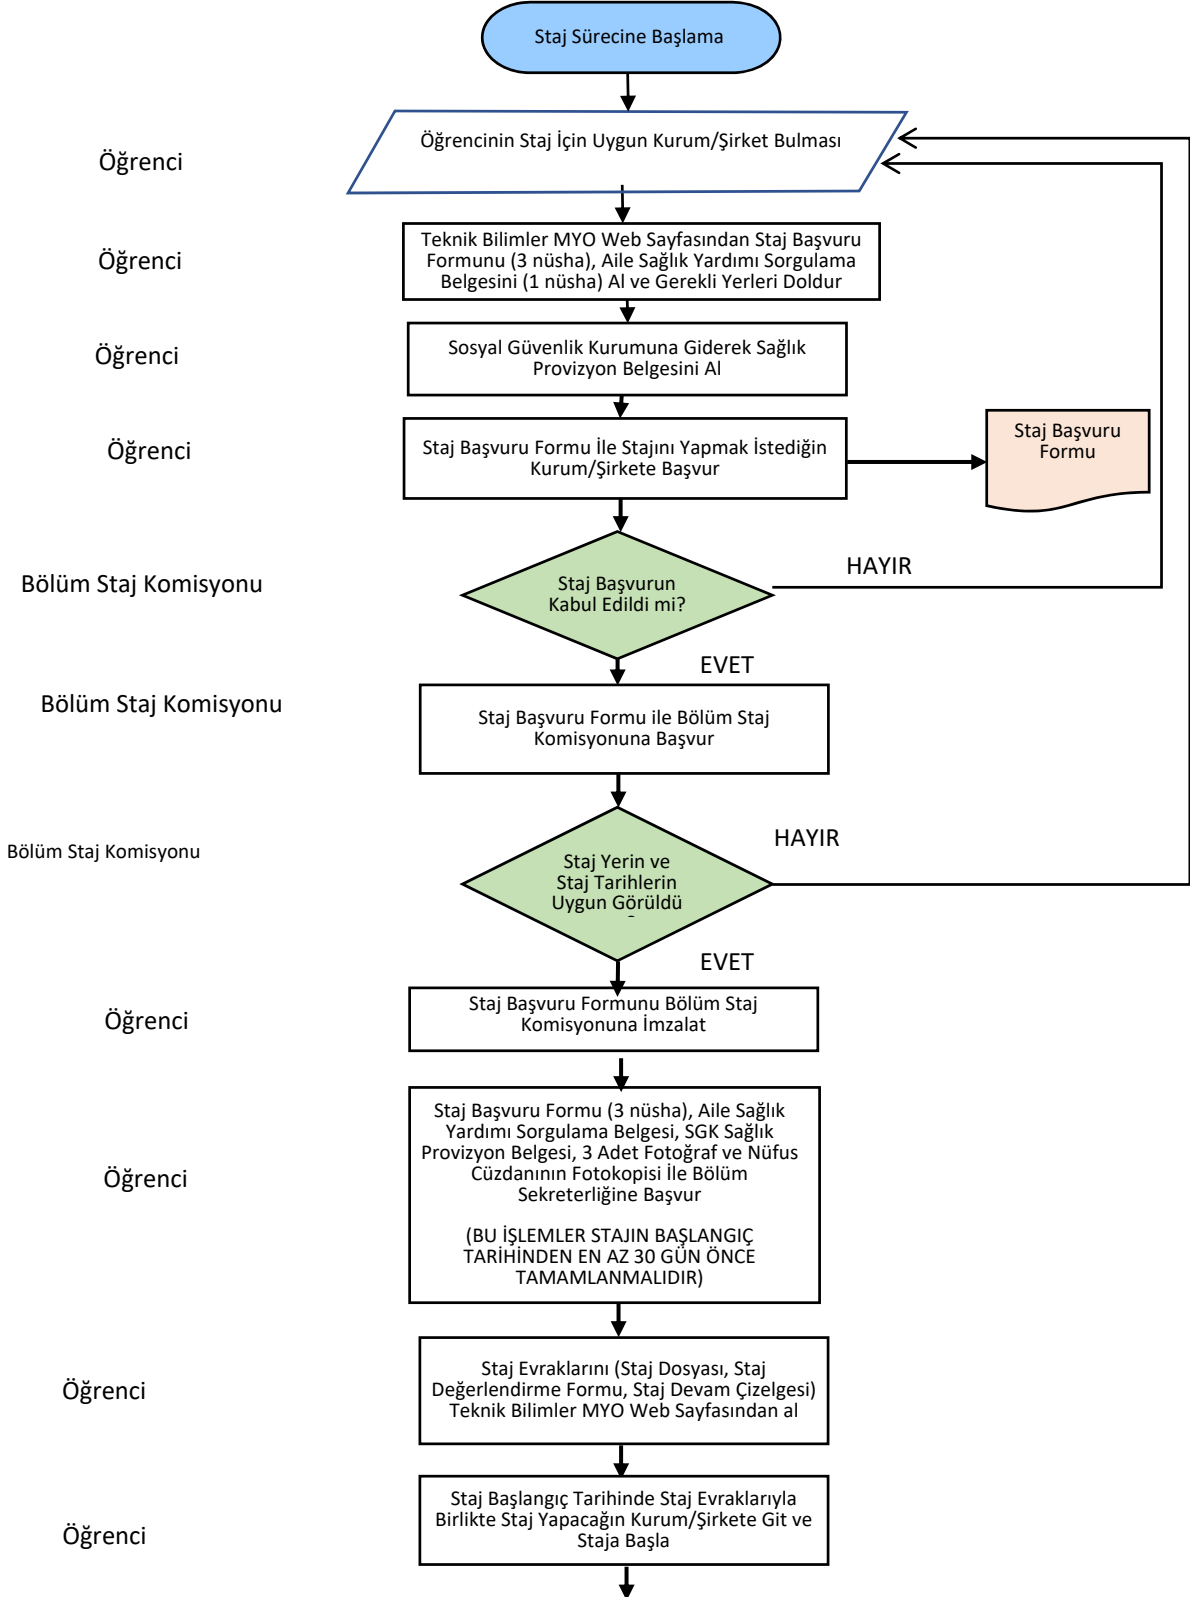 Staj Sürecine Başlama
Öğrenci
Öğrencinin Staj İçin Uygun Kurum/Şirket Bulması
Öğrenci
Teknik Bilimler MYO Web Sayfasından Staj Başvuru
Formunu (3 nüsha), Aile Sağlık Yardımı Sorgulama
Belgesini (1 nüsha) Al ve Gerekli Yerleri Doldur
Öğrenci
Sosyal Güvenlik Kurumuna Giderek Sağlık
Provizyon Belgesini Al
Öğrenci
Staj Başvuru Formu İle Stajını Yapmak İstediğin
Kurum/Şirkete Başvur
Staj Başvuru
Formu
Bölüm Staj Komisyonu
Staj Başvurun
Kabul Edildi mi?
HAYIR
EVET
Bölüm Staj Komisyonu
Staj Başvuru Formu ile Bölüm Staj
Komisyonuna Başvur
Bölüm Staj Komisyonu
Staj Yerin ve
Staj Tarihlerin
Uygun Görüldü
HAYIR
EVET
Öğrenci
Staj Başvuru Formunu Bölüm Staj
Komisyonuna İmzalat
Öğrenci
Staj Başvuru Formu (3 nüsha), Aile Sağlık
Yardımı Sorgulama Belgesi, SGK Sağlık
Provizyon Belgesi, 3 Adet Fotoğraf ve Nüfus
Cüzdanının Fotokopisi İle Bölüm
Sekreterliğine Başvur
(BU İŞLEMLER STAJIN BAŞLANGIÇ
TARİHİNDEN EN AZ 30 GÜN ÖNCE
TAMAMLANMALIDIR)
Öğrenci
Staj Evraklarını (Staj Dosyası, Staj
Değerlendirme Formu, Staj Devam Çizelgesi)
Teknik Bilimler MYO Web Sayfasından al
Öğrenci
Staj Başlangıç Tarihinde Staj Evraklarıyla
Birlikte Staj Yapacağın Kurum/Şirkete Git ve
Staja Başla